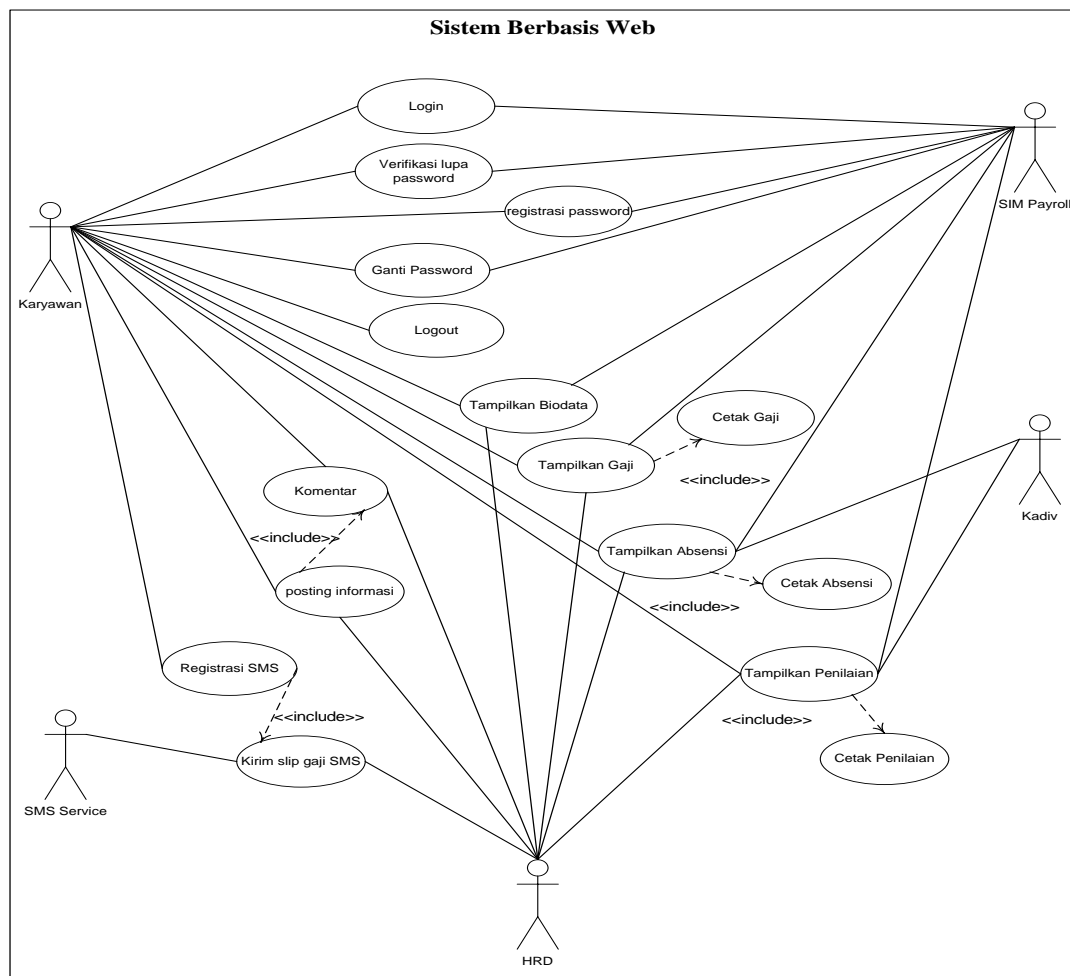 Sistem Berbasis Web
Login
Verifikasi lupa
password
SIM Payroll
registrasi password
Karyawan
Ganti Password
Logout
Tampilkan Biodata
Cetak Gaji
Tampilkan Gaji
<<include>>
Komentar
Kadiv
<<include>>
Tampilkan Absensi
Cetak Absensi
posting informasi
<<include>>
Registrasi SMS
Tampilkan Penilaian
<<include>>
<<include>>
Kirim slip gaji SMS
Cetak Penilaian
SMS Service
HRD